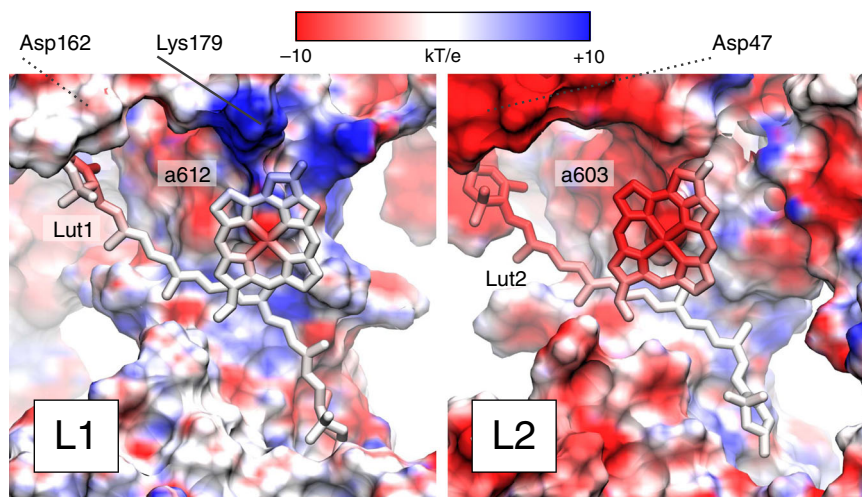 Asp162
Lys179
Asp47
−10
kT/e
+10
a612
a603
Lut1
Lut2
L1
L2